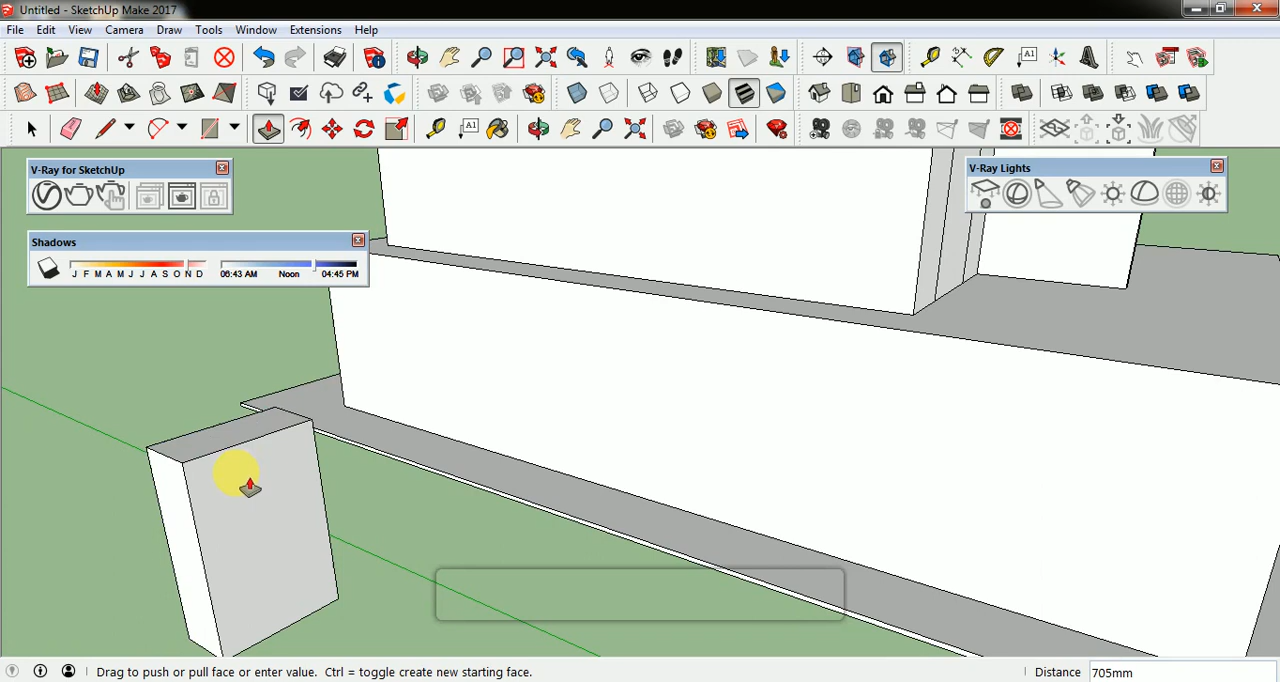 Untitled - SketchUp Make 2017
File Edit View Camera Draw Tools Window Extensions Help
A1
A1
V-Ray for SketchUp
V-Ray Lights
Shadows
J F M A M J J A S O N D 06:43 AM Noon 04:45 PM
Drag to push or pull face or enter value. Ctrl = toggle create new starting face. Distance 705mm